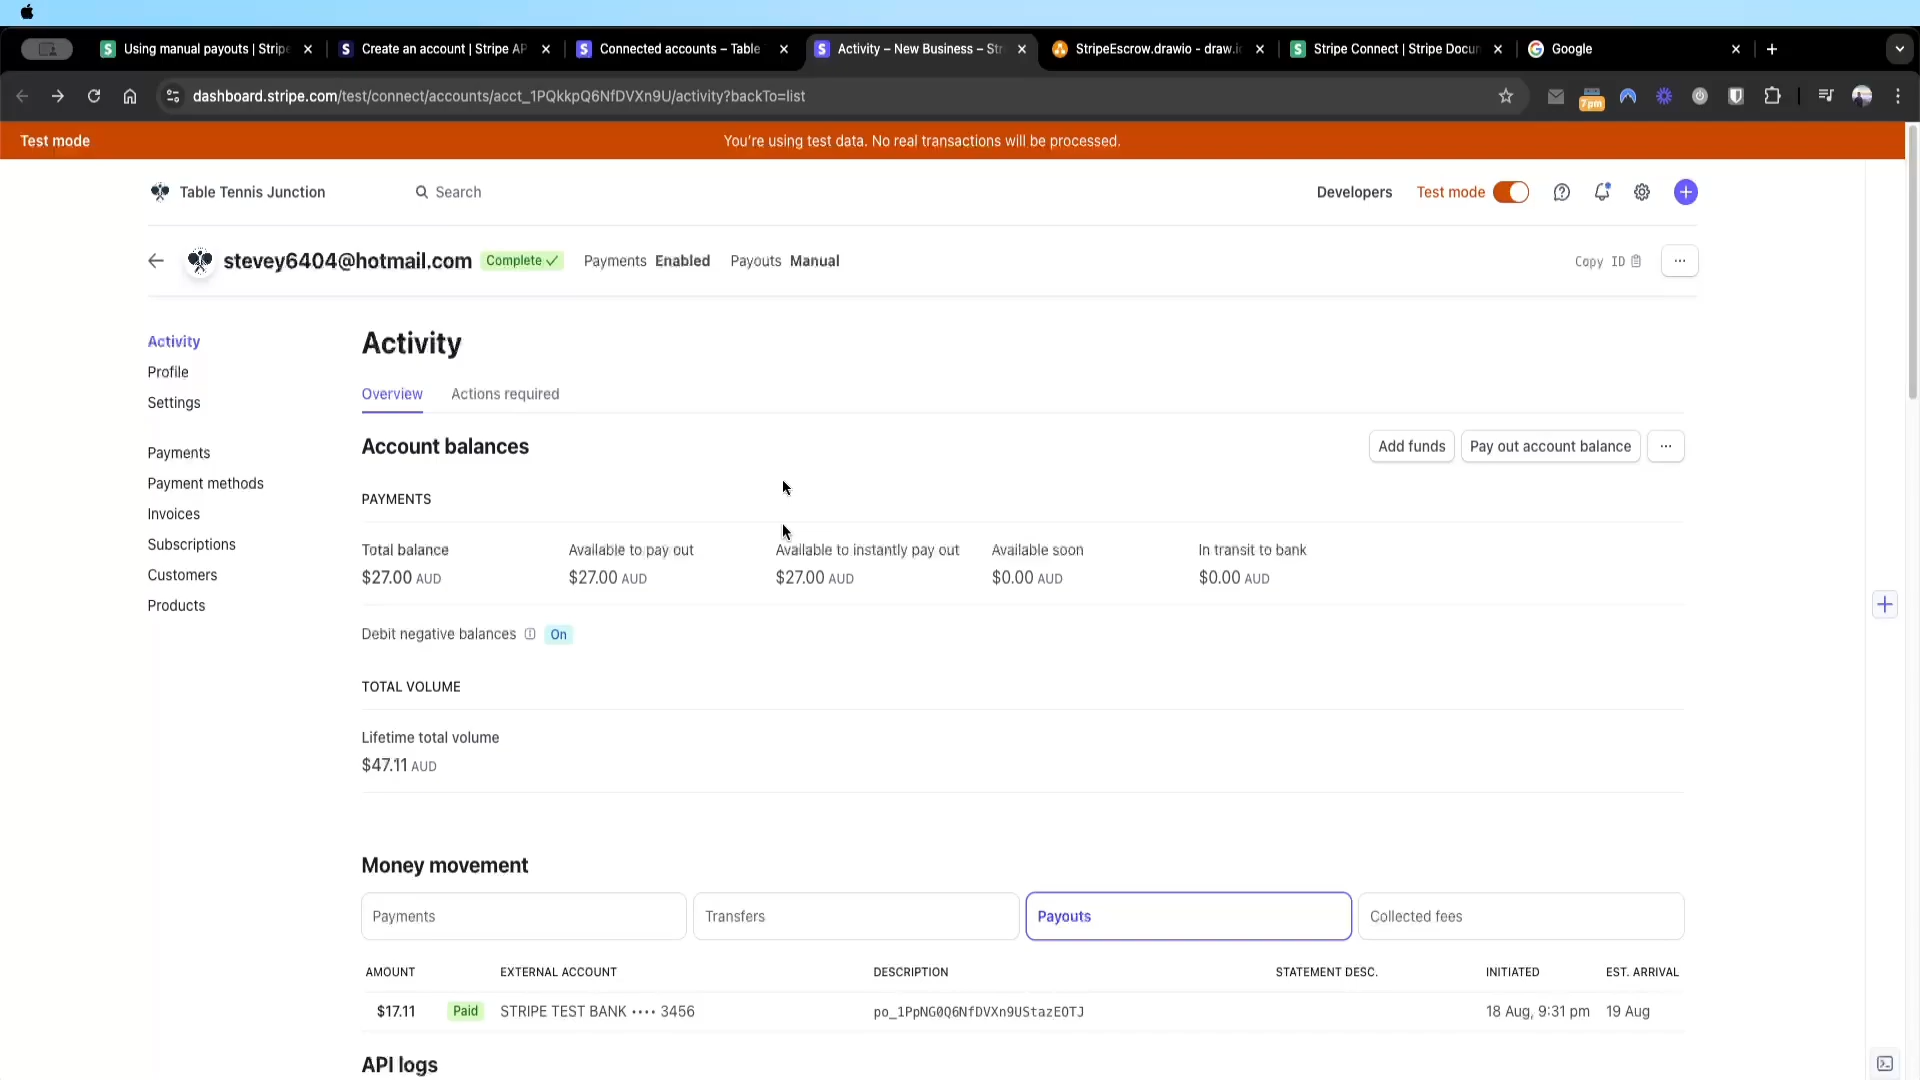 Using manual payouts | Stripe
Create an account | Stripe AP
Connected accounts – Table
Activity – New Business – Str
StripeEscrow.drawio - draw.i
Stripe Connect | Stripe Docu
Google
dashboard.stripe.com/test/connect/accounts/acct_1PQkkpQ6NfDVXn9U/activity?backTo=list
7pm
Test mode
You're using test data. No real transactions will be processed.
Table Tennis Junction
Search
Developers
Test mode
stevey6404@hotmail.com
Complete
Payments Enabled
Payouts Manual
Copy ID
Activity
Profile
Settings
Payments
Payment methods
Invoices
Subscriptions
Customers
Products
Activity
Overview
Actions required
Account balances
Add funds
Pay out account balance
PAYMENTS
Total balance
Available to pay out
Available to instantly pay out
Available soon
In transit to bank
$27.00 AUD
$27.00 AUD
$27.00 AUD
$0.00 AUD
$0.00 AUD
Debit negative balances
On
TOTAL VOLUME
Lifetime total volume
$47.11 AUD
Money movement
Payments
Transfers
Payouts
Collected fees
AMOUNT
EXTERNAL ACCOUNT
DESCRIPTION
STATEMENT DESC.
INITIATED
EST. ARRIVAL
$17.11
Paid
STRIPE TEST BANK •••• 3456
po_1PpNG0Q6NfDVXn9UStazEOTJ
18 Aug, 9:31 pm
19 Aug
API logs